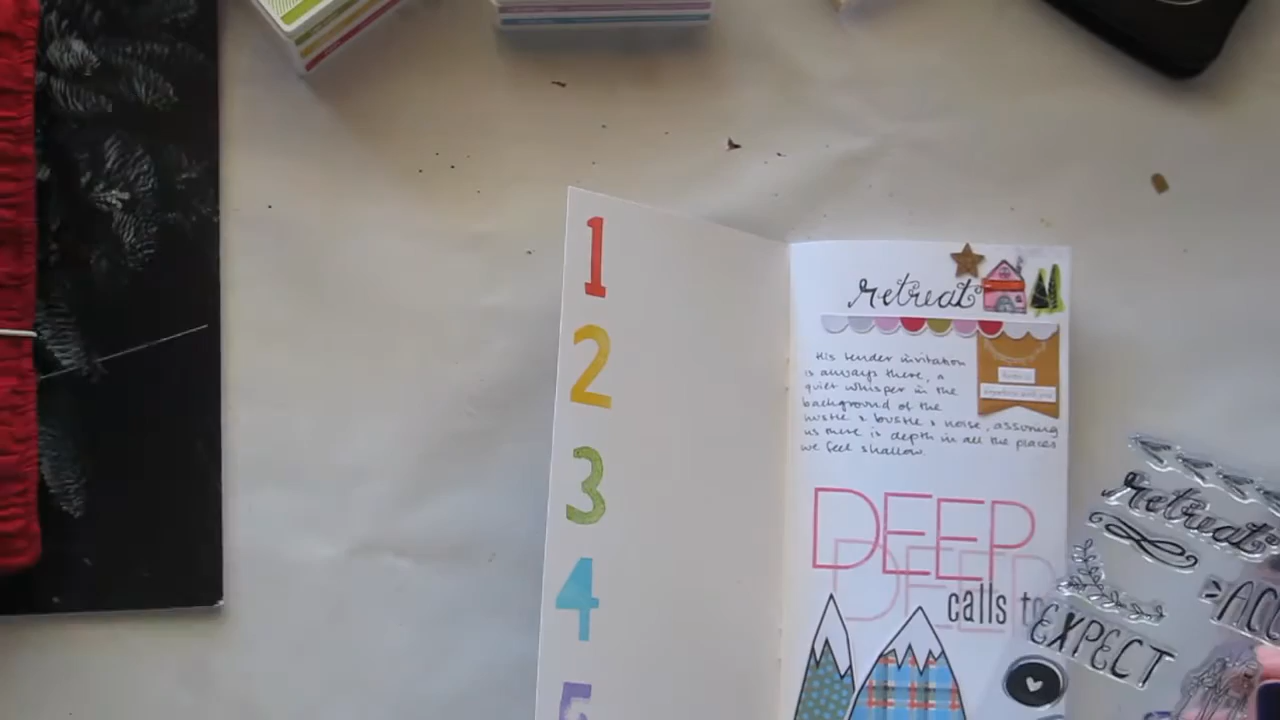 1
2
3
4
5
retreat
His tender invitation
is always there, a
quiet whisper in the
background of the
hustle & bustle & noise, assuring
us there is depth in all the places
we feel shallow.
DEEP
DEEP
calls to
retreat
EXPECT